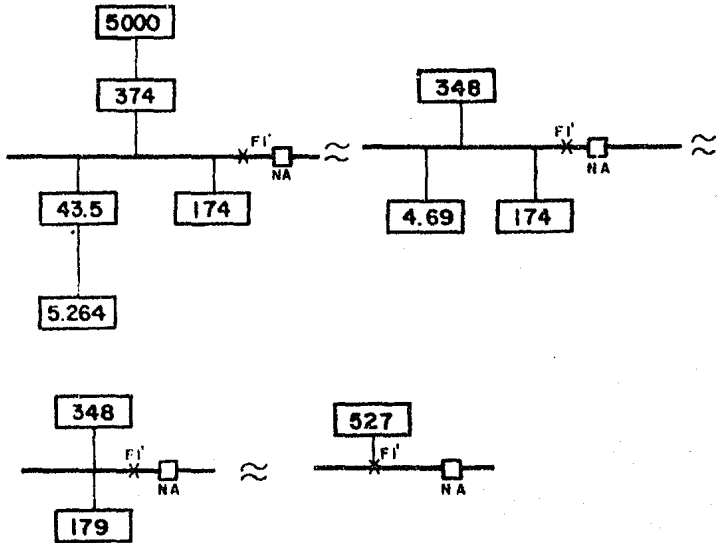 5000
374
F1'
NA
≈
43.5
174
5.264
348
F1'
NA
≈
4.69
174
348
F1'
NA
≈
179
527
F1'
NA